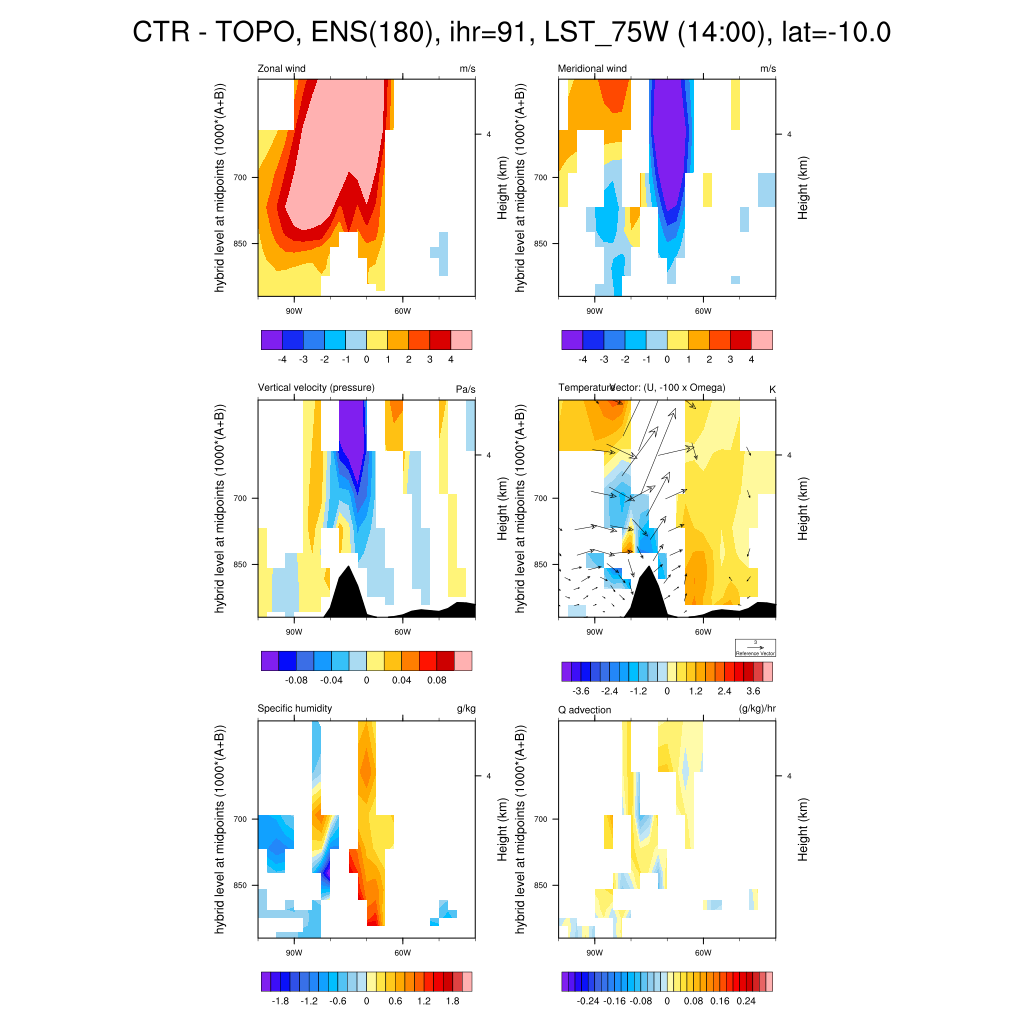 CTR - TOPO, ENS(180), ihr=91, LST_75W (14:00), lat=-10.0
Zonal wind m/s
hybrid level at midpoints (1000*(A+B))
700
850
4
Height (km)
90W 60W
-4 -3 -2 -1 0 1 2 3 4
Meridional wind m/s
hybrid level at midpoints (1000*(A+B))
700
850
4
Height (km)
90W 60W
-4 -3 -2 -1 0 1 2 3 4
Vertical velocity (pressure) Pa/s
hybrid level at midpoints (1000*(A+B))
700
850
4
Height (km)
90W 60W
-0.08 -0.04 0 0.04 0.08
TemperatureVector: (U, -100 x Omega) K
hybrid level at midpoints (1000*(A+B))
700
850
4
Height (km)
90W 60W
3
Reference Vector
-3.6 -2.4 -1.2 0 1.2 2.4 3.6
Specific humidity g/kg
hybrid level at midpoints (1000*(A+B))
700
850
4
Height (km)
90W 60W
-1.8 -1.2 -0.6 0 0.6 1.2 1.8
Q advection (g/kg)/hr
hybrid level at midpoints (1000*(A+B))
700
850
4
Height (km)
90W 60W
-0.24 -0.16 -0.08 0 0.08 0.16 0.24